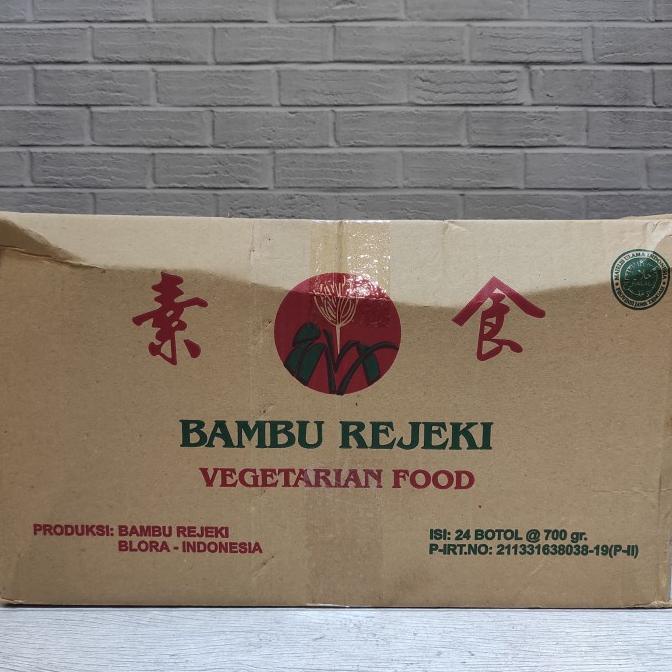 素食
BAMBU REJEKI
VEGETARIAN FOOD
PRODUKSI: BAMBU REJEKI
BLORA - INDONESIA
ISI: 24 BOTOL @ 700 gr.
P-IRT.NO: 211331638038-19(P-II)